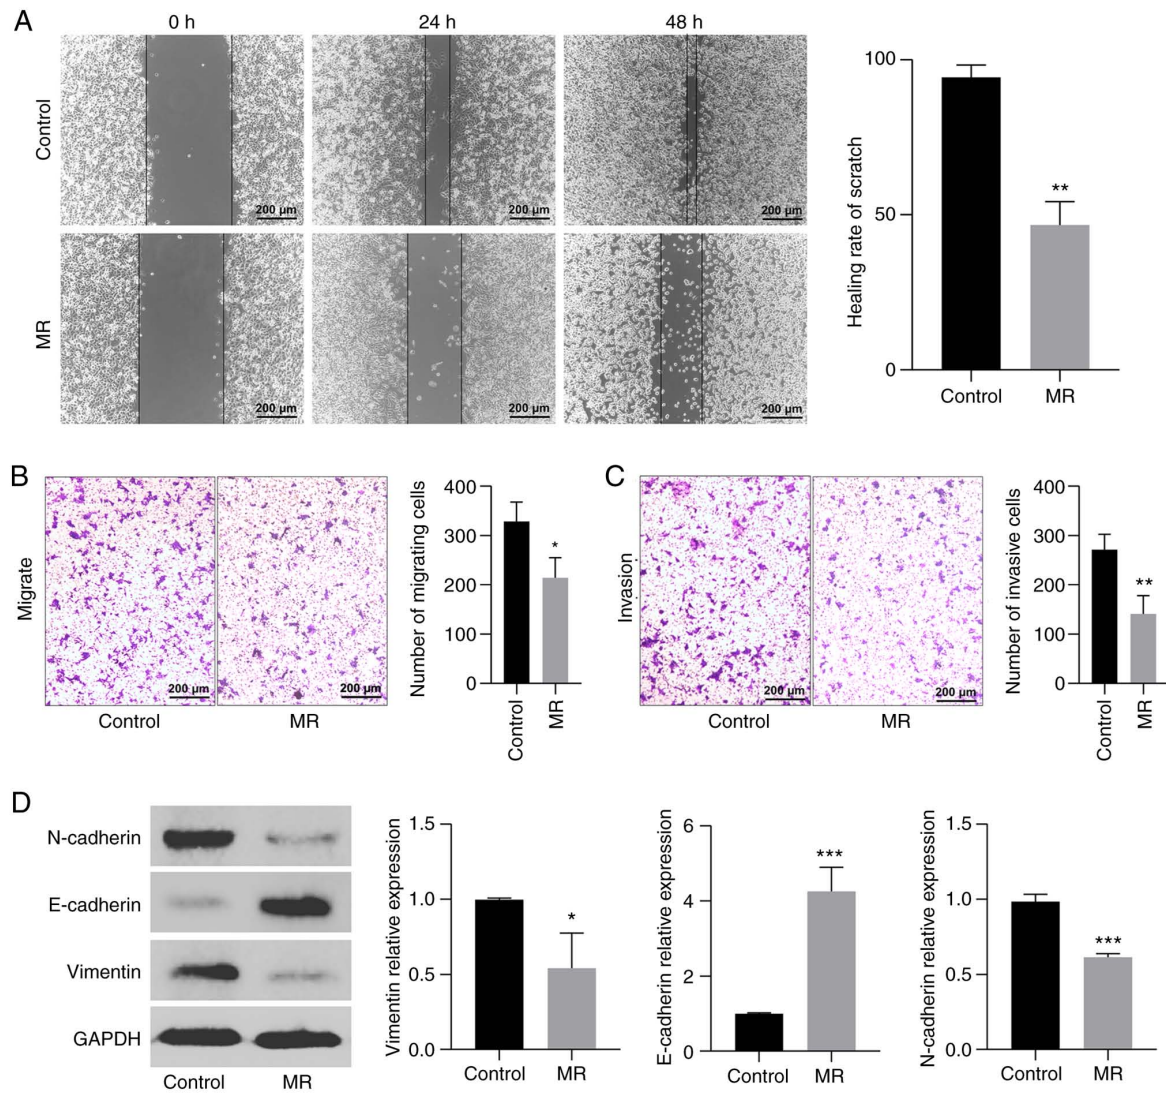 A
0 h
24 h
48 h
Control
200 µm
200 µm
200 µm
MR
200 µm
200 µm
200 µm
Healing rate of scratch
100
50
0
**
Control
MR
B
Migrate
200 µm
200 µm
Control
MR
Number of migrating cells
400
300
200
100
0
*
Control
MR
C
Invasion
200 µm
200 µm
Control
MR
Number of invasive cells
400
300
200
100
0
**
Control
MR
D
N-cadherin
E-cadherin
Vimentin
GAPDH
Control
MR
Vimentin relative expression
1.5
1.0
0.5
0.0
*
Control
MR
E-cadherin relative expression
6
4
2
0
***
Control
MR
N-cadherin relative expression
1.5
1.0
0.5
0.0
***
Control
MR